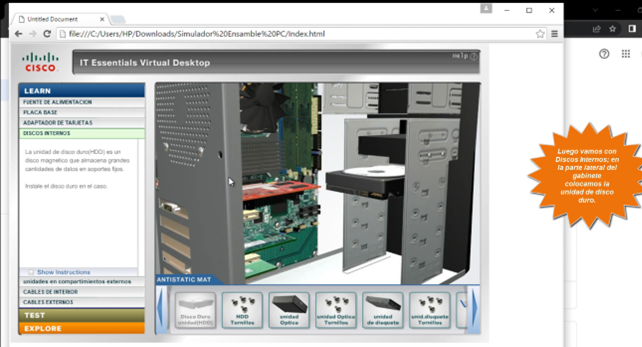 Untitled Document
file:///C:/Users/HP/Downloads/Simulador%20Ensamble%20PC/Index.html
CISCO
IT Essentials Virtual Desktop
Help
LEARN
FUENTE DE ALIMENTACION
PLACA BASE
ADAPTADOR DE TARJETAS
DISCOS INTERNOS
La unidad de disco duro(HDD) es un
disco magnetico que almacena grandes
cantidades de datos en soportes fijos.
Instale el disco duro en el caso.
Show Instructions
unidades en compartimientos externos
CABLES DE INTERIOR
CABLES EXTERNOS
TEST
EXPLORE
ANTISTATIC MAT
Disco Duro
unidad(HDD)
HDD
Tornillos
unidad
Optica
unidad Optica
Tornillos
unidad
de disquete
unid.disquete
Tornillos
Luego vamos con
Discos Internos; en
la parte lateral del
gabinete
colocamos la
unidad de disco
duro.